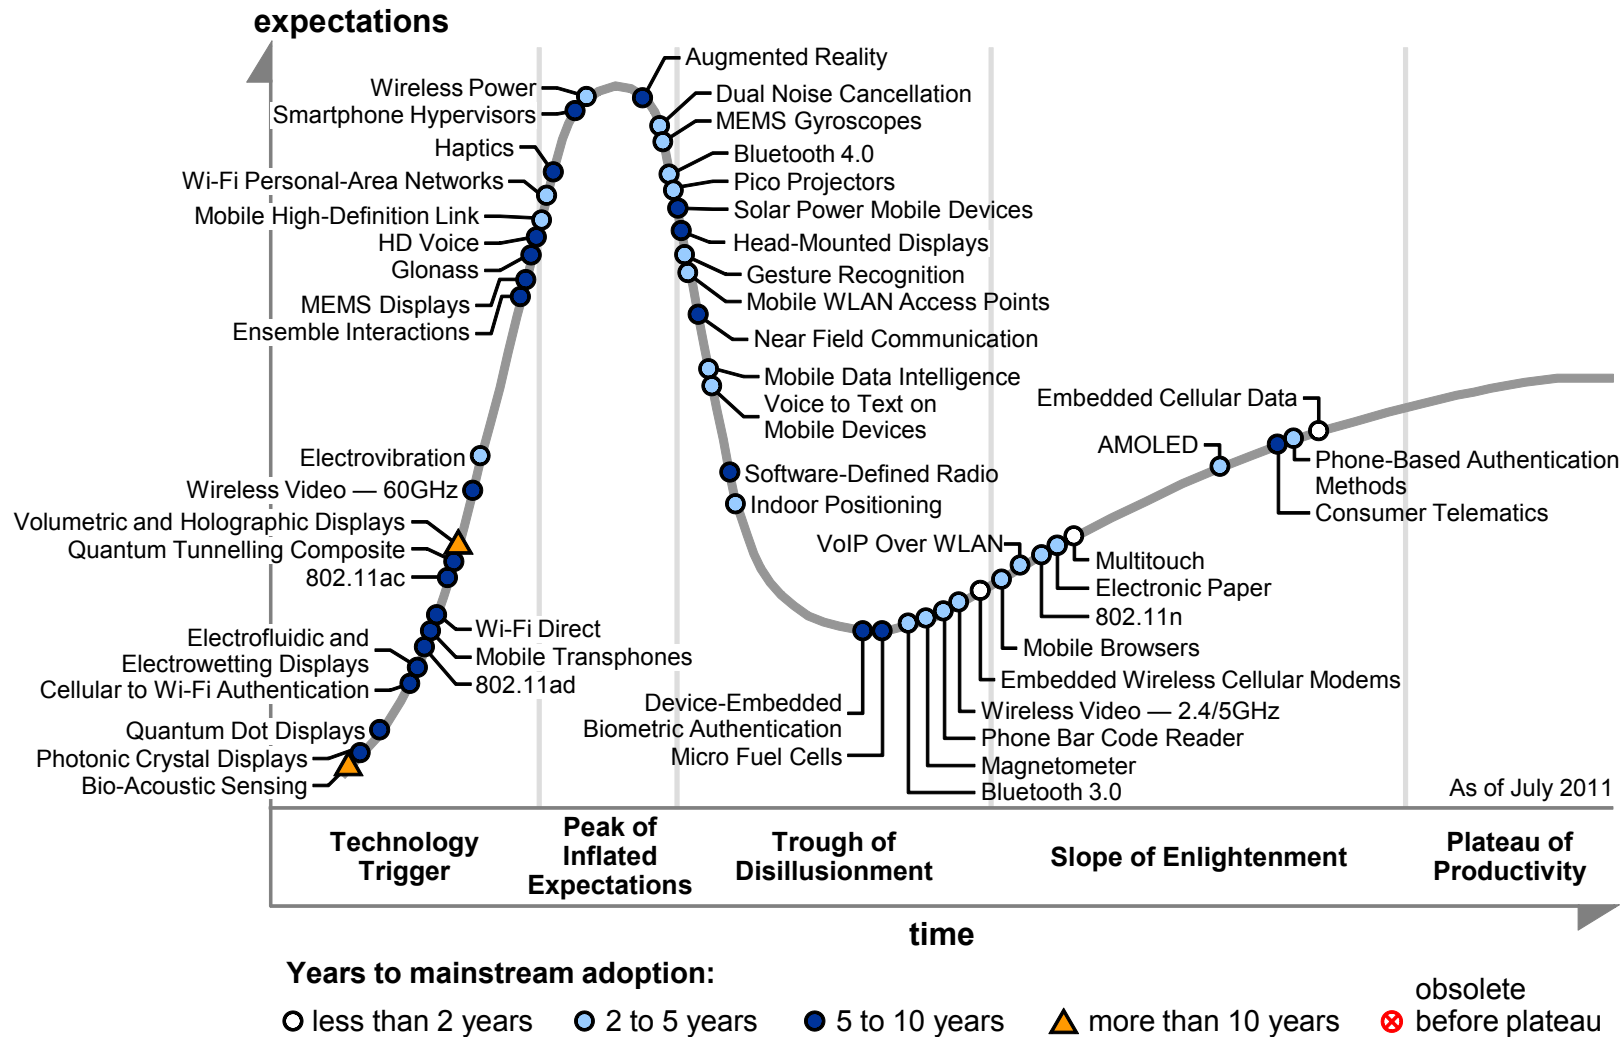 expectations
Wireless Power
Smartphone Hypervisors
Haptics
Wi-Fi Personal-Area Networks
Mobile High-Definition Link
HD Voice
Glonass
MEMS Displays
Ensemble Interactions
Electrovibration
Wireless Video — 60GHz
Volumetric and Holographic Displays
Quantum Tunnelling Composite
802.11ac
Electrofluidic and
Electrowetting Displays
Cellular to Wi-Fi Authentication
Quantum Dot Displays
Photonic Crystal Displays
Bio-Acoustic Sensing
Wi-Fi Direct
Mobile Transphones
802.11ad
Augmented Reality
Dual Noise Cancellation
MEMS Gyroscopes
Bluetooth 4.0
Pico Projectors
Solar Power Mobile Devices
Head-Mounted Displays
Gesture Recognition
Mobile WLAN Access Points
Near Field Communication
Mobile Data Intelligence
Voice to Text on
Mobile Devices
Software-Defined Radio
Indoor Positioning
VoIP Over WLAN
Device-Embedded
Biometric Authentication
Micro Fuel Cells
Embedded Cellular Data
AMOLED
Phone-Based Authentication
Methods
Consumer Telematics
Multitouch
Electronic Paper
802.11n
Mobile Browsers
Embedded Wireless Cellular Modems
Wireless Video — 2.4/5GHz
Phone Bar Code Reader
Magnetometer
Bluetooth 3.0
As of July 2011
Technology
Trigger
Peak of
Inflated
Expectations
Trough of
Disillusionment
Slope of Enlightenment
Plateau of
Productivity
time
Years to mainstream adoption:
less than 2 years
2 to 5 years
5 to 10 years
more than 10 years
obsolete
before plateau